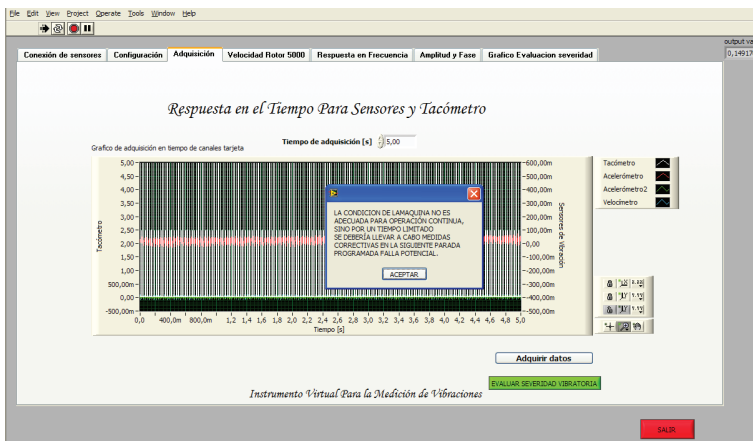 File Edit View Project Operate Tools Window Help
output va
0,14917
Conexión de sensores Configuración Adquisición Velocidad Rotor 5000 Respuesta en Frecuencia Amplitud y Fase Grafico Evaluacion severidad
Respuesta en el Tiempo Para Sensores y Tacómetro
Tiempo de adquisición [s] 5,00
Grafico de adquisición en tiempo de canales tarjeta
5,00
4,50
4,00
3,50
3,00
2,50
2,00
1,50
1,00
500,00m
0,00
-500,00m
Tacómetro
600,00m
500,00m
400,00m
300,00m
200,00m
100,00m
0,00
-100,00m
-200,00m
-300,00m
-400,00m
-500,00m
Sensores de Vibración
0,0 400,0m 800,0m 1,2 1,4 1,6 1,8 2,0 2,2 2,4 2,6 2,8 3,0 3,2 3,4 3,6 3,8 4,0 4,2 4,4 4,6 4,8 5,0
Tiempo [s]
LA CONDICION DE LAMAQUINA NO ES
ADECUADA PARA OPERACIÓN CONTINUA,
SINO POR UN TIEMPO LIMITADO
SE DEBERÍA LLEVAR A CABO MEDIDAS
CORRECTIVAS EN LA SIGUIENTE PARADA
PROGRAMADA FALLA POTENCIAL.
ACEPTAR
Tacómetro
Acelerómetro
Acelerómetro2
Velocímetro
Adquirir datos
EVALUAR SEVERIDAD VIBRATORIA
Instrumento Virtual Para la Medición de Vibraciones
SALIR